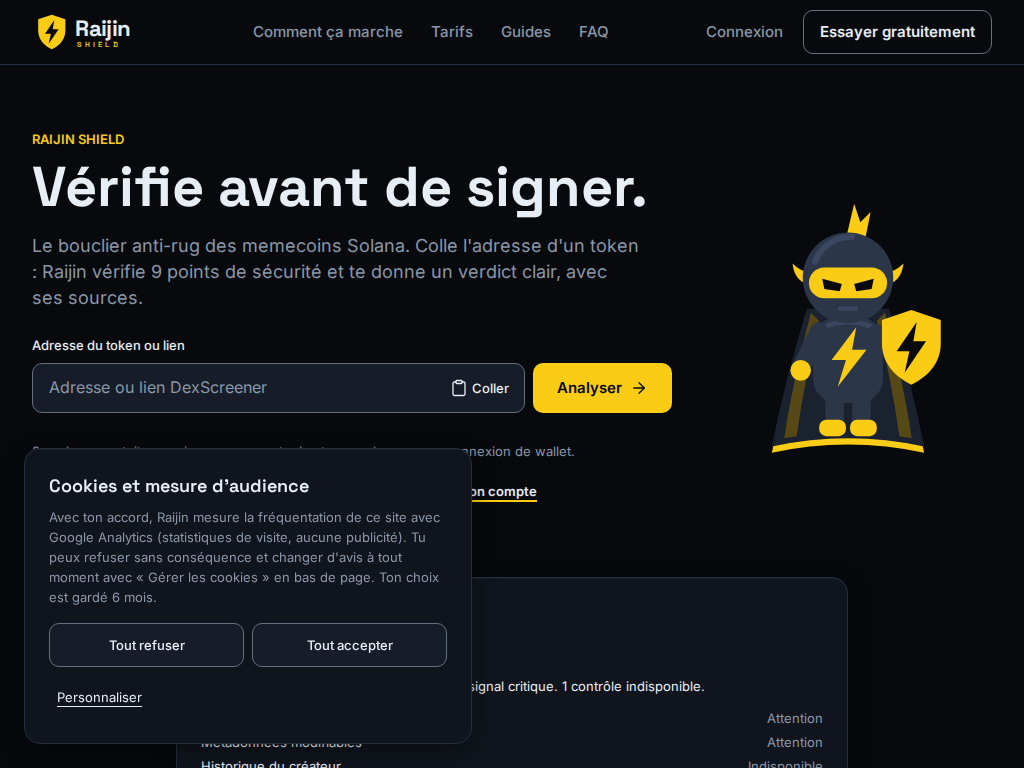 Raijin
SHIELD
Comment ça marche
Tarifs
Guides
FAQ
Connexion
Essayer gratuitement
RAIJIN SHIELD
Vérifie avant de signer.
Le bouclier anti-rug des memecoins Solana. Colle l'adresse d'un token
: Raijin vérifie 9 points de sécurité et te donne un verdict clair, avec
ses sources.
Adresse du token ou lien
Adresse ou lien DexScreener
Coller
Analyser
de wallet.
compte
Cookies et mesure d’audience
Avec ton accord, Raijin mesure la fréquentation de ce site avec
Google Analytics (statistiques de visite, aucune publicité). Tu
peux refuser sans conséquence et changer d'avis à tout
moment avec « Gérer les cookies » en bas de page. Ton choix
est gardé 6 mois.
Tout refuser
Tout accepter
Personnaliser
signal critique. 1 contrôle indisponible.
Attention
Métadonnées modifiables
Attention
Historique du créateur
Indisponible